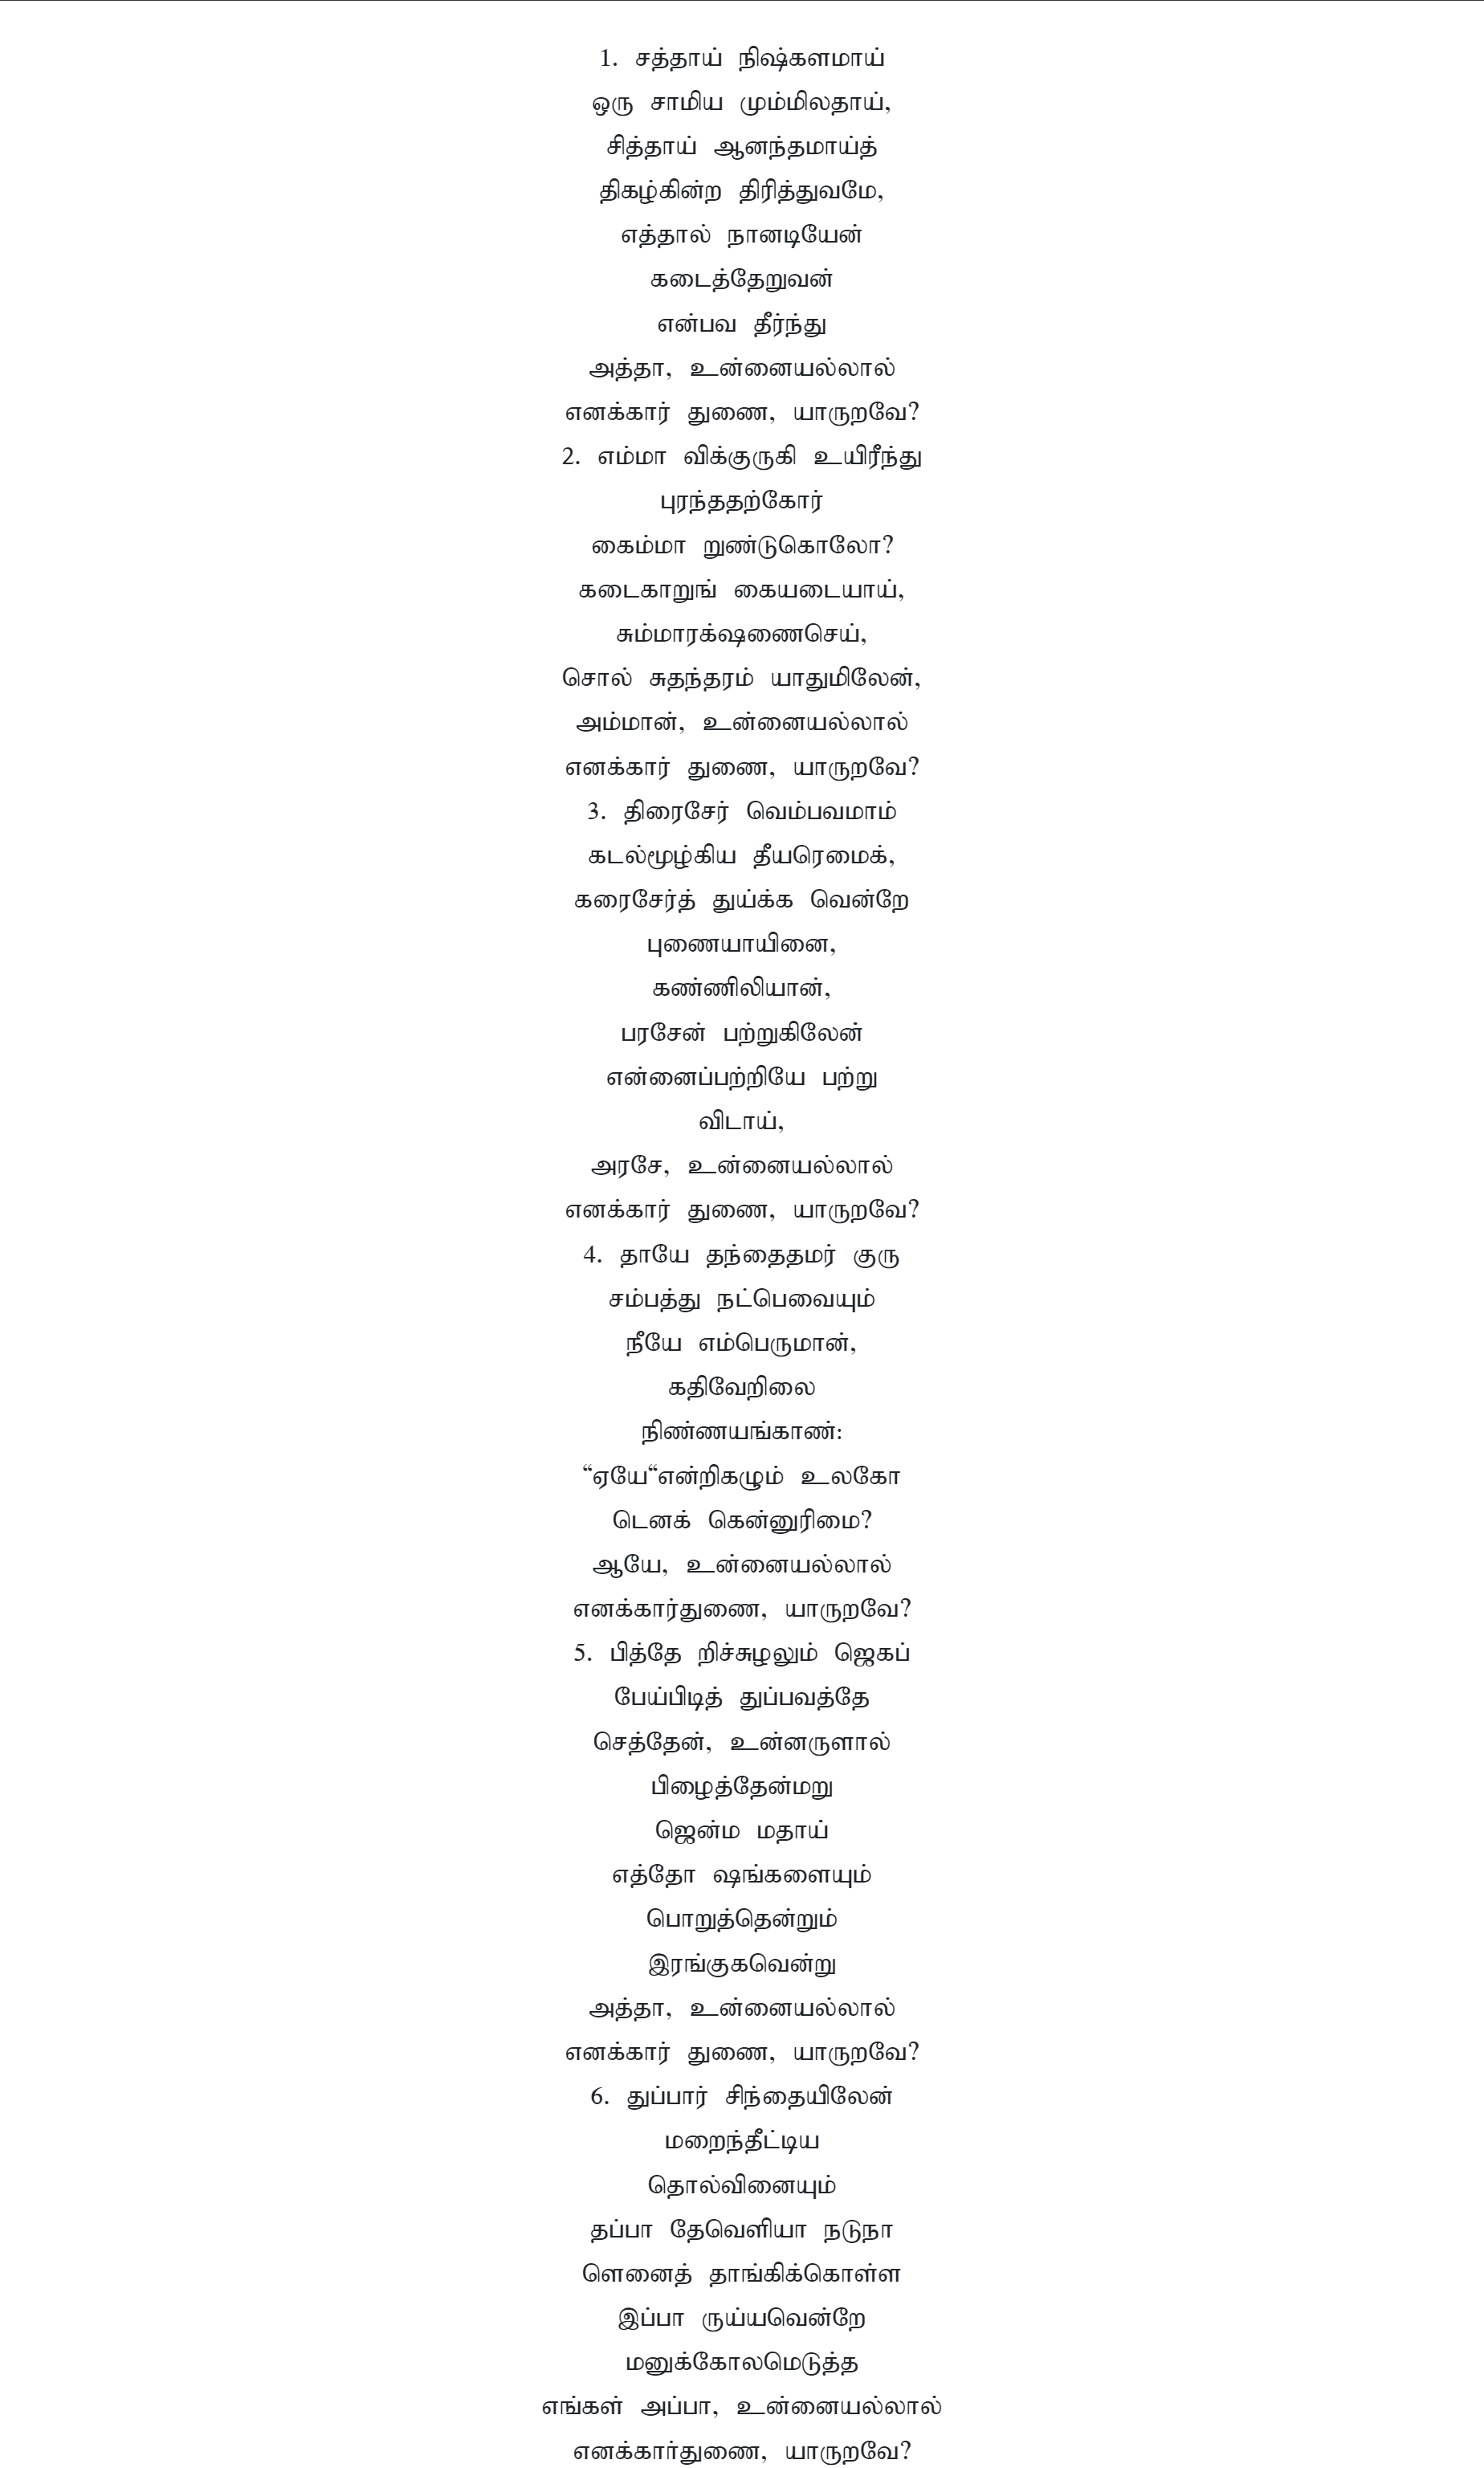 1. சத்தாய் நிஷ்களமாய்
ஒரு சாமிய மும்மிலதாய்,
சித்தாய் ஆனந்தமாய்த்
திகழ்கின்ற திரித்துவமே,
எத்தால் நானடியேன்
கடைத்தேறுவன்
என்பவ தீர்ந்து
அத்தா, உன்னையல்லால்
எனக்கார் துணை, யாருறவே?
2. எம்மா விக்குருகி உயிரீந்து
புரந்ததற்கோர்
கைம்மா றுண்டுகொலோ?
கடைகாறுங் கையடையாய்,
சும்மாரக்ஷணைசெய்,
சொல் சுதந்தரம் யாதுமிலேன்,
அம்மான், உன்னையல்லால்
எனக்கார் துணை, யாருறவே?
3. திரைசேர் வெம்பவமாம்
கடல்மூழ்கிய தீயரெமைக்,
கரைசேர்த் துய்க்க வென்றே
புணையாயினை,
கண்ணிலியான்,
பரசேன் பற்றுகிலேன்
என்னைப்பற்றியே பற்று
விடாய்,
அரசே, உன்னையல்லால்
எனக்கார் துணை, யாருறவே?
4. தாயே தந்தைதமர் குரு
சம்பத்து நட்பெவையும்
நீயே எம்பெருமான்,
கதிவேறிலை
நிண்ணயங்காண்:
“ஏயே“என்றிகழும் உலகோ
டெனக் கென்னுரிமை?
ஆயே, உன்னையல்லால்
எனக்கார்துணை, யாருறவே?
5. பித்தே றிச்சுழலும் ஜெகப்
பேய்பிடித் துப்பவத்தே
செத்தேன், உன்னருளால்
பிழைத்தேன்மறு
ஜென்ம மதாய்
எத்தோ ஷங்களையும்
பொறுத்தென்றும்
இரங்குகவென்று
அத்தா, உன்னையல்லால்
எனக்கார் துணை, யாருறவே?
6. துப்பார் சிந்தையிலேன்
மறைந்தீட்டிய
தொல்வினையும்
தப்பா தேவெளியா நடுநா
ளெனைத் தாங்கிக்கொள்ள
இப்பா ருய்யவென்றே
மனுக்கோலமெடுத்த
எங்கள் அப்பா, உன்னையல்லால்
எனக்கார்துணை, யாருறவே?